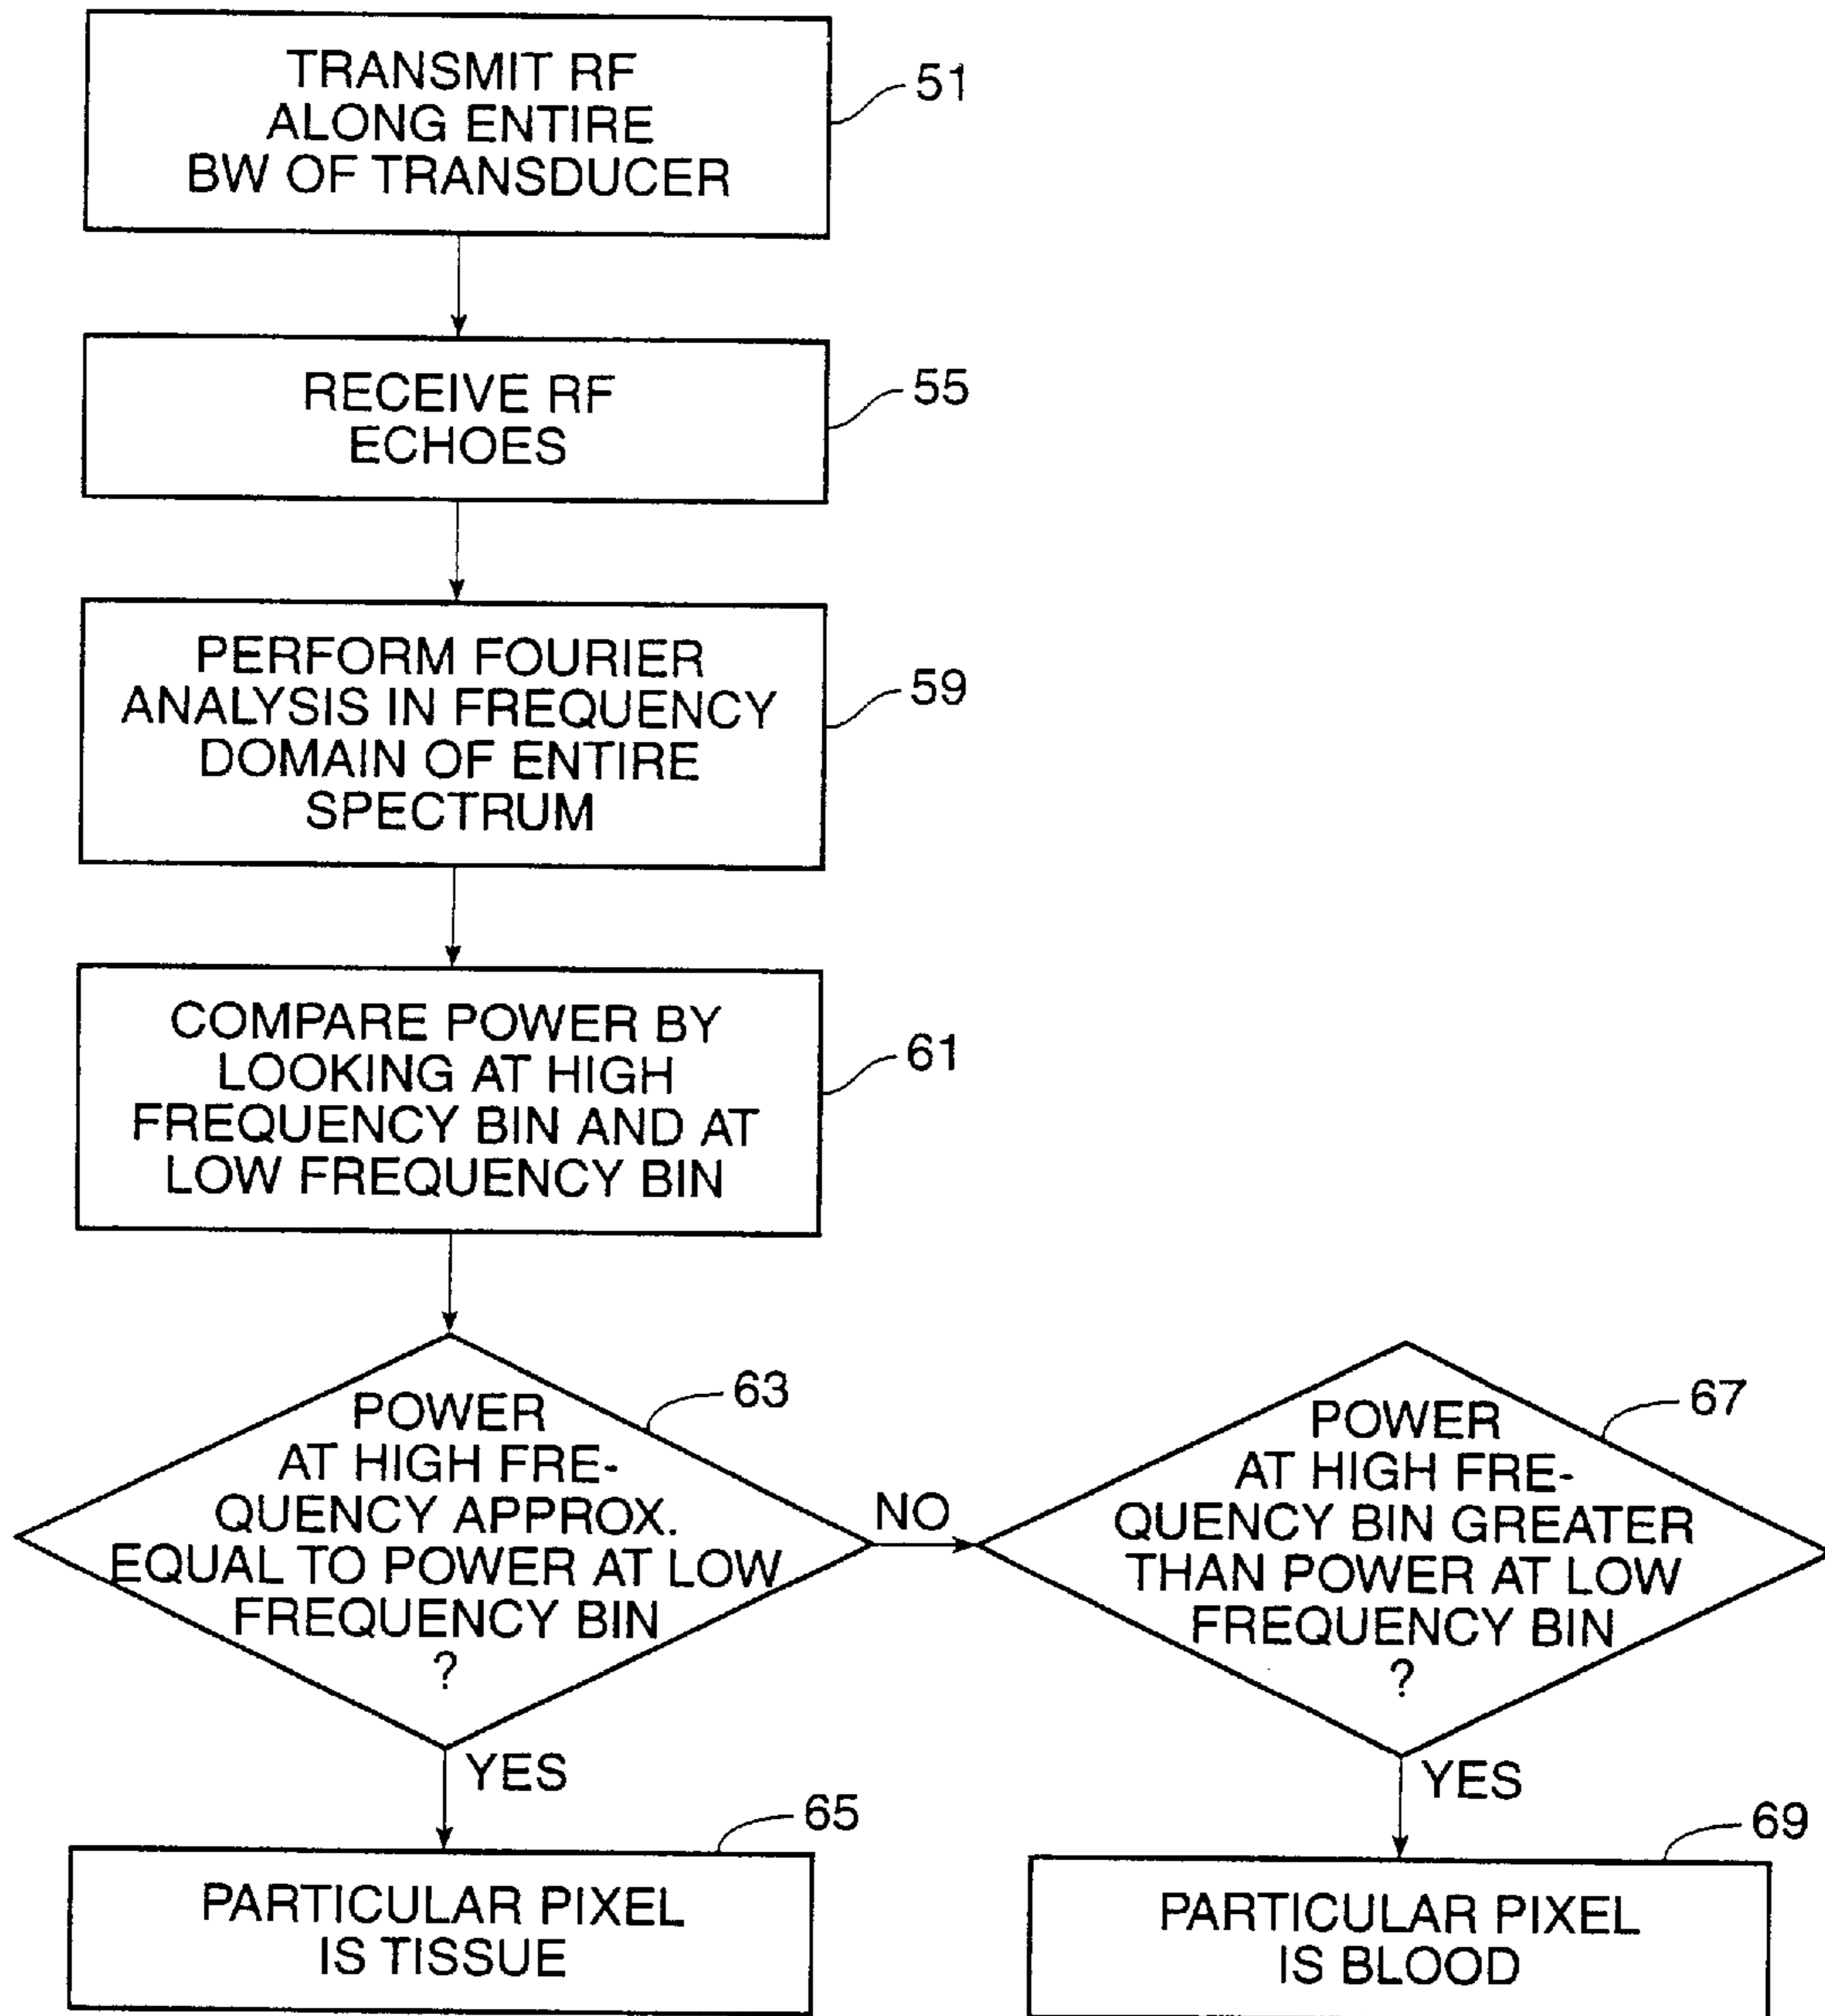 TRANSMIT RF
ALONG ENTIRE
BW OF TRANSDUCER
51
RECEIVE RF
ECHOES
55
PERFORM FOURIER
ANALYSIS IN FREQUENCY
DOMAIN OF ENTIRE
SPECTRUM
59
COMPARE POWER BY
LOOKING AT HIGH
FREQUENCY BIN AND AT
LOW FREQUENCY BIN
61
POWER
AT HIGH FRE-
QUENCY APPROX.
EQUAL TO POWER AT LOW
FREQUENCY BIN
?
63
NO
POWER
AT HIGH FRE-
QUENCY BIN GREATER
THAN POWER AT LOW
FREQUENCY BIN
?
67
YES
PARTICULAR PIXEL
IS TISSUE
65
YES
PARTICULAR PIXEL
IS BLOOD
69